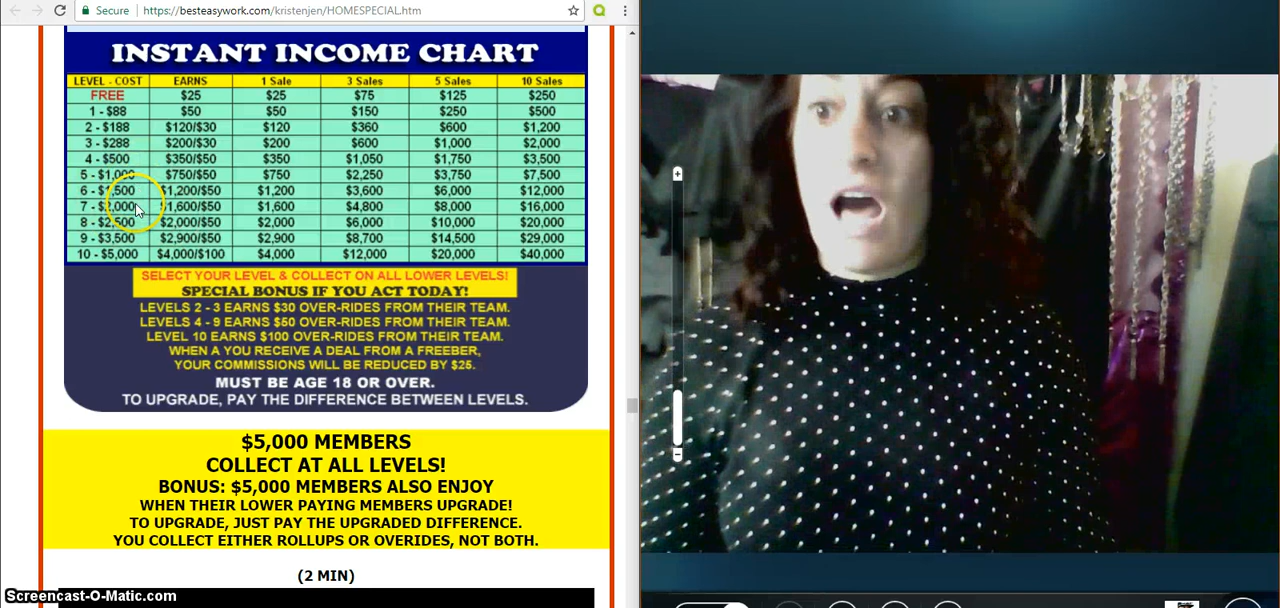 Secure https://besteasywork.com/kristenjen/HOMESPECIAL.htm
INSTANT INCOME CHART
LEVEL - COST EARNS 1 Sale 3 Sales 5 Sales 10 Sales
FREE $25 $25 $75 $125 $250
1 - $88 $50 $50 $150 $250 $500
2 - $188 $120/$30 $120 $360 $600 $1,200
3 - $288 $200/$30 $200 $600 $1,000 $2,000
4 - $500 $350/$50 $350 $1,050 $1,750 $3,500
5 - $1,000 $750/$50 $750 $2,250 $3,750 $7,500
6 - $1,500 $1,200/$50 $1,200 $3,600 $6,000 $12,000
7 - $2,000 $1,600/$50 $1,600 $4,800 $8,000 $16,000
8 - $2,500 $2,000/$50 $2,000 $6,000 $10,000 $20,000
9 - $3,500 $2,900/$50 $2,900 $8,700 $14,500 $29,000
10 - $5,000 $4,000/$100 $4,000 $12,000 $20,000 $40,000
SELECT YOUR LEVEL & COLLECT ON ALL LOWER LEVELS!
SPECIAL BONUS IF YOU ACT TODAY!
LEVELS 2 - 3 EARNS $30 OVER-RIDES FROM THEIR TEAM.
LEVELS 4 - 9 EARNS $50 OVER-RIDES FROM THEIR TEAM.
LEVEL 10 EARNS $100 OVER-RIDES FROM THEIR TEAM.
WHEN A YOU RECEIVE A DEAL FROM A FREEBER,
YOUR COMMISSIONS WILL BE REDUCED BY $25.
MUST BE AGE 18 OR OVER.
TO UPGRADE, PAY THE DIFFERENCE BETWEEN LEVELS.
$5,000 MEMBERS
COLLECT AT ALL LEVELS!
BONUS: $5,000 MEMBERS ALSO ENJOY
WHEN THEIR LOWER PAYING MEMBERS UPGRADE!
TO UPGRADE, JUST PAY THE UPGRADED DIFFERENCE.
YOU COLLECT EITHER ROLLUPS OR OVERIDES, NOT BOTH.
(2 MIN)
Screencast-O-Matic.com